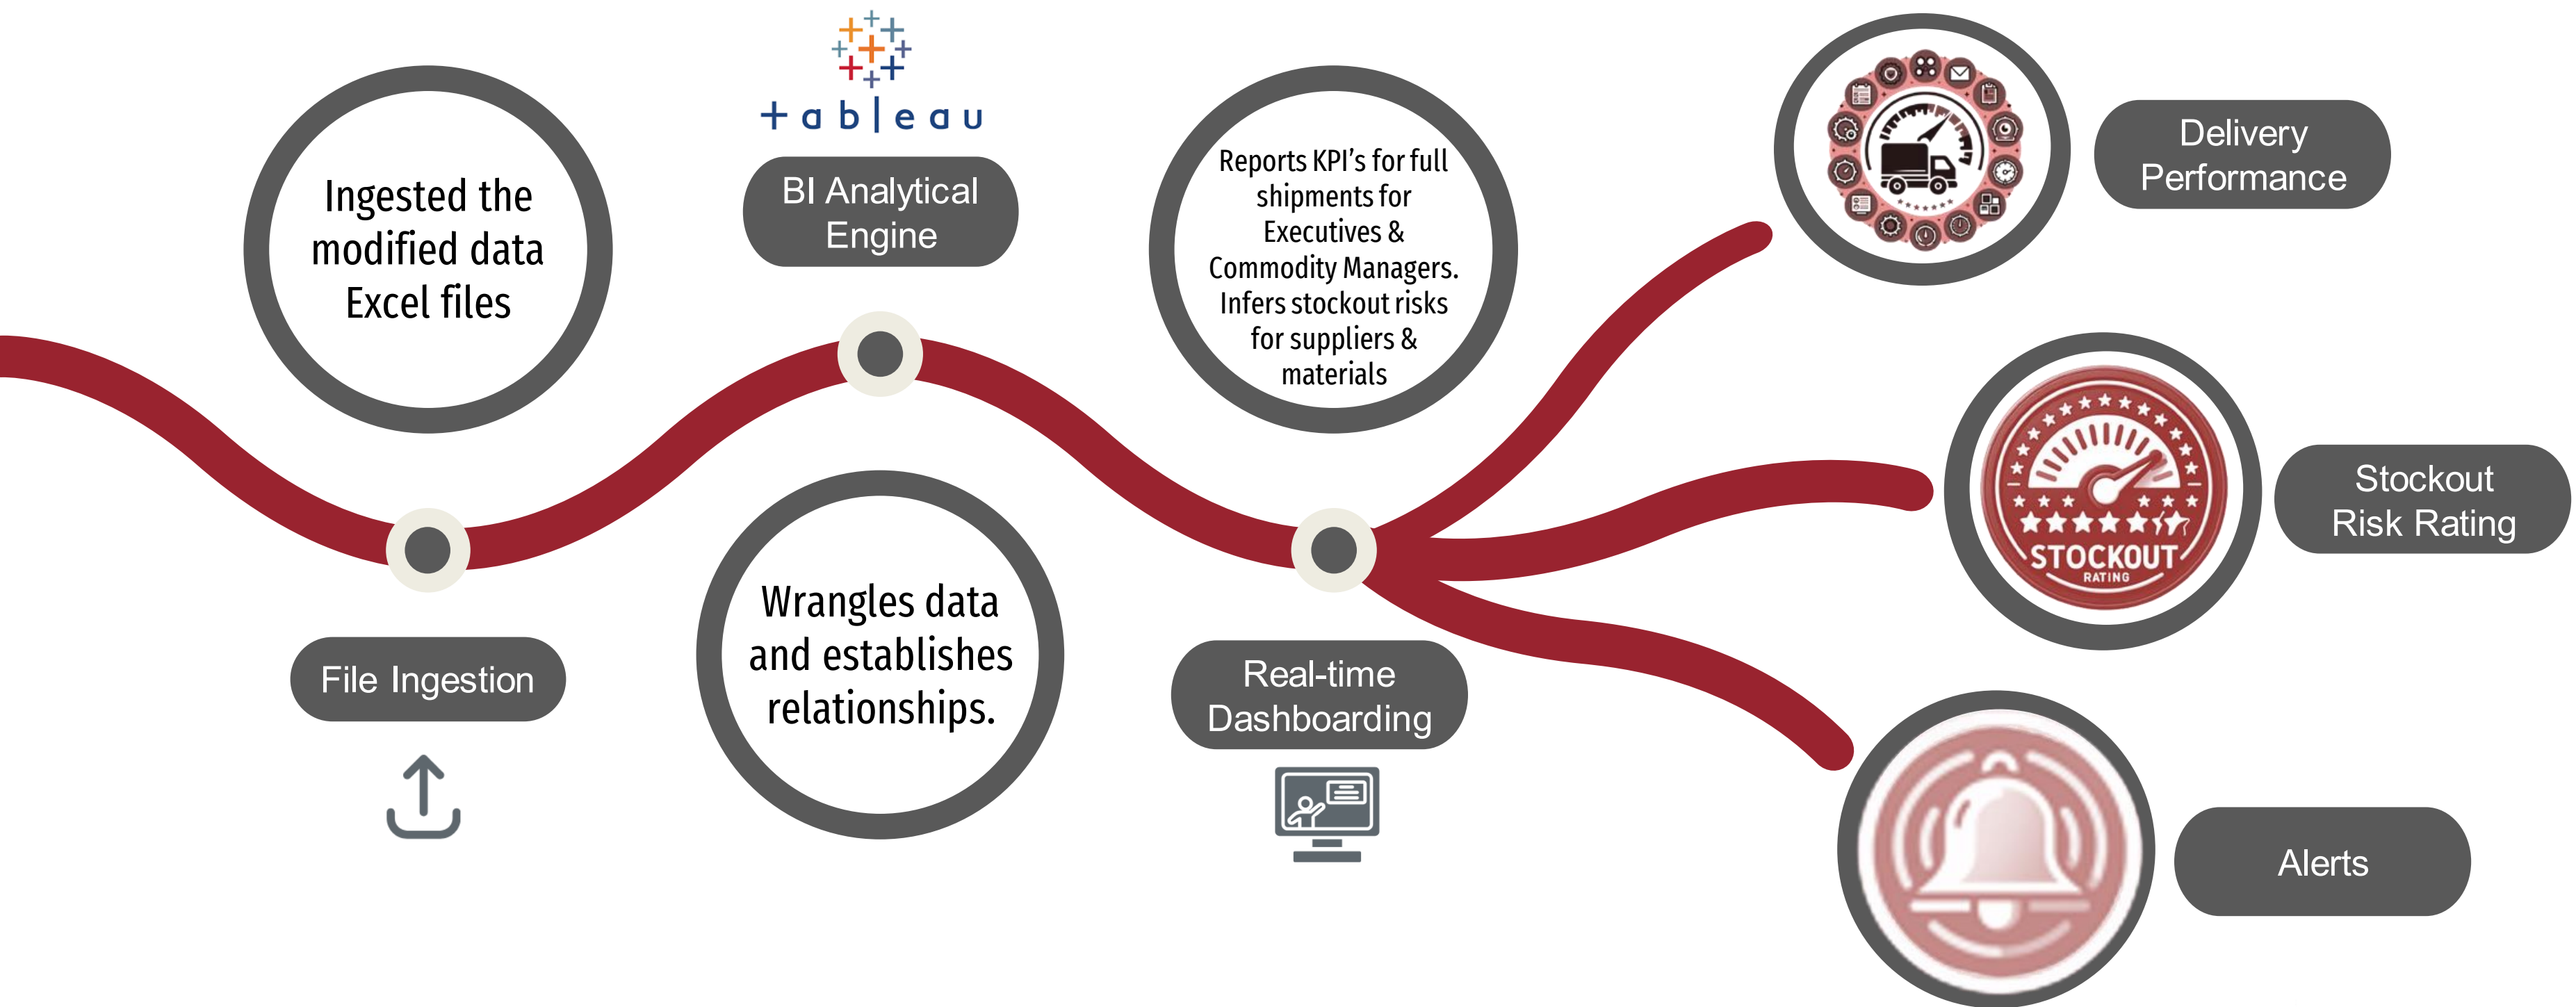 Ingested the
modified data
Excel files
File Ingestion
+ableau
BI Analytical
Engine
Wrangles data
and establishes
relationships.
Reports KPI’s for full
shipments for
Executives &
Commodity Managers.
Infers stockout risks
for suppliers &
materials
Real-time
Dashboarding
Delivery
Performance
STOCKOUT
RATING
Stockout
Risk Rating
Alerts